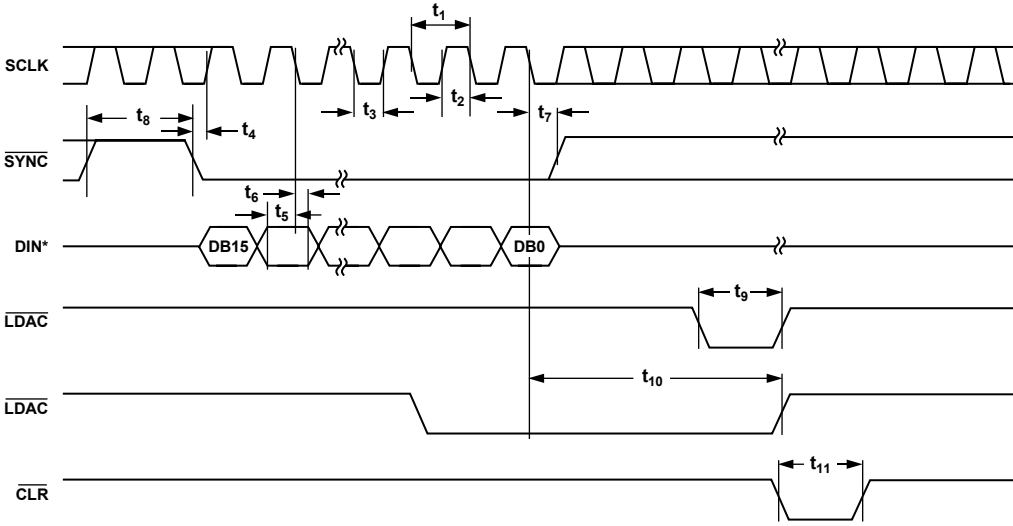 t1
SCLK
t3
t2
t7
t8
t4
SYNC
t6
t5
DIN*
DB15
DB0
t9
LDAC
t10
LDAC
t11
CLR